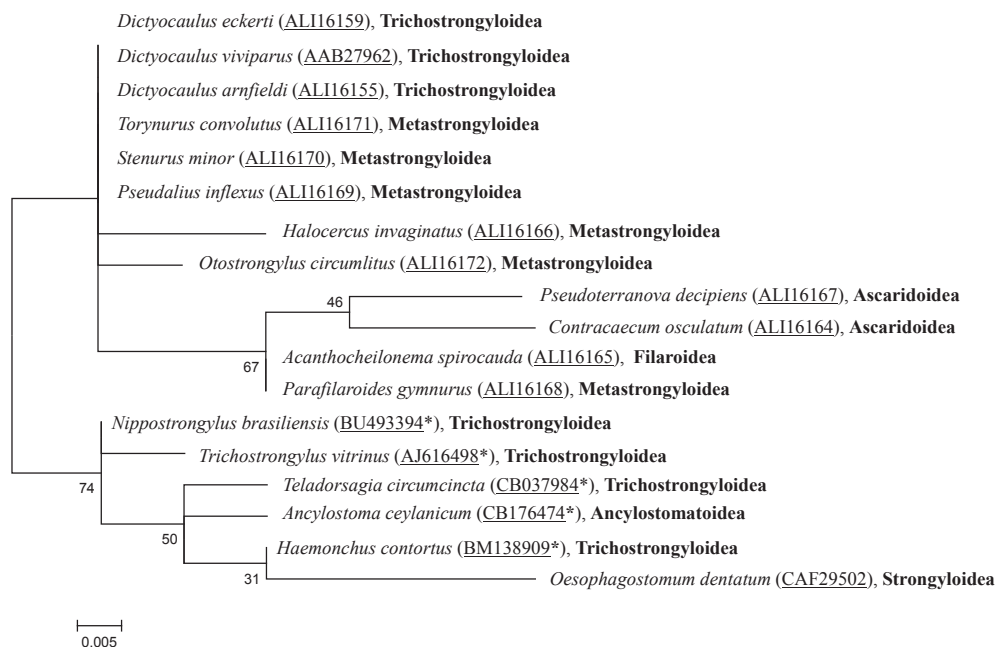 Dictyocaulus eckerti (ALI16159), Trichostrongyloidea
Dictyocaulus viviparus (AAB27962), Trichostrongyloidea
Dictyocaulus arnfieldi (ALI16155), Trichostrongyloidea
Torynurus convolutus (ALI16171), Metastrongyloidea
Stenurus minor (ALI16170), Metastrongyloidea
Pseudalius inflexus (ALI16169), Metastrongyloidea
Halocercus invaginatus (ALI16166), Metastrongyloidea
Otostrongylus circumlitus (ALI16172), Metastrongyloidea
46 Pseudoterranova decipiens (ALI16167), Ascaridoidea
Contracaecum osculatum (ALI16164), Ascaridoidea
67 Acanthocheilonema spirocauda (ALI16165), Filaroidea
Parafilaroides gymnurus (ALI16168), Metastrongyloidea
Nippostrongylus brasiliensis (BU493394*), Trichostrongyloidea
Trichostrongylus vitrinus (AJ616498*), Trichostrongyloidea
74 Teladorsagia circumcincta (CB037984*), Trichostrongyloidea
Ancylostoma ceylanicum (CB176474*), Ancylostomatoidea
50 Haemonchus contortus (BM138909*), Trichostrongyloidea
31 Oesophagostomum dentatum (CAF29502), Strongyloidea
0.005